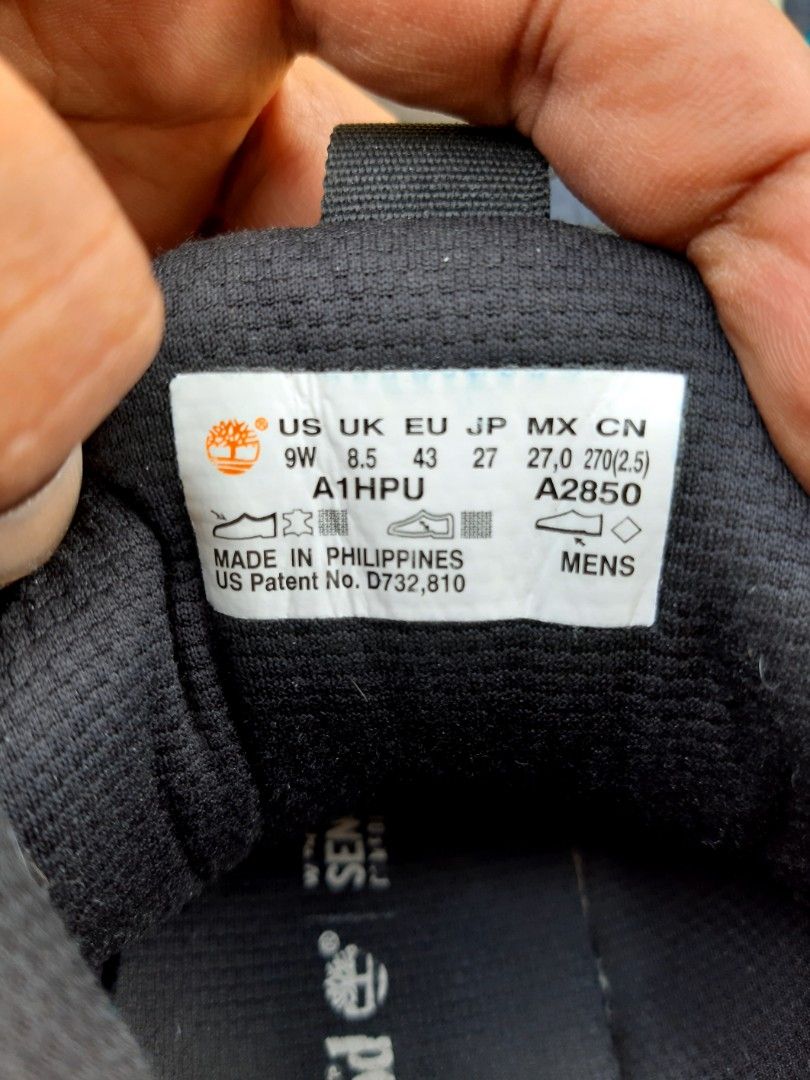 ® US UK EU JP MX CN
9W 8.5 43 27 27,0 270(2.5)
A1HPU A2850
MADE IN PHILIPPINES
US Patent No. D732,810
MENS
SEN
®